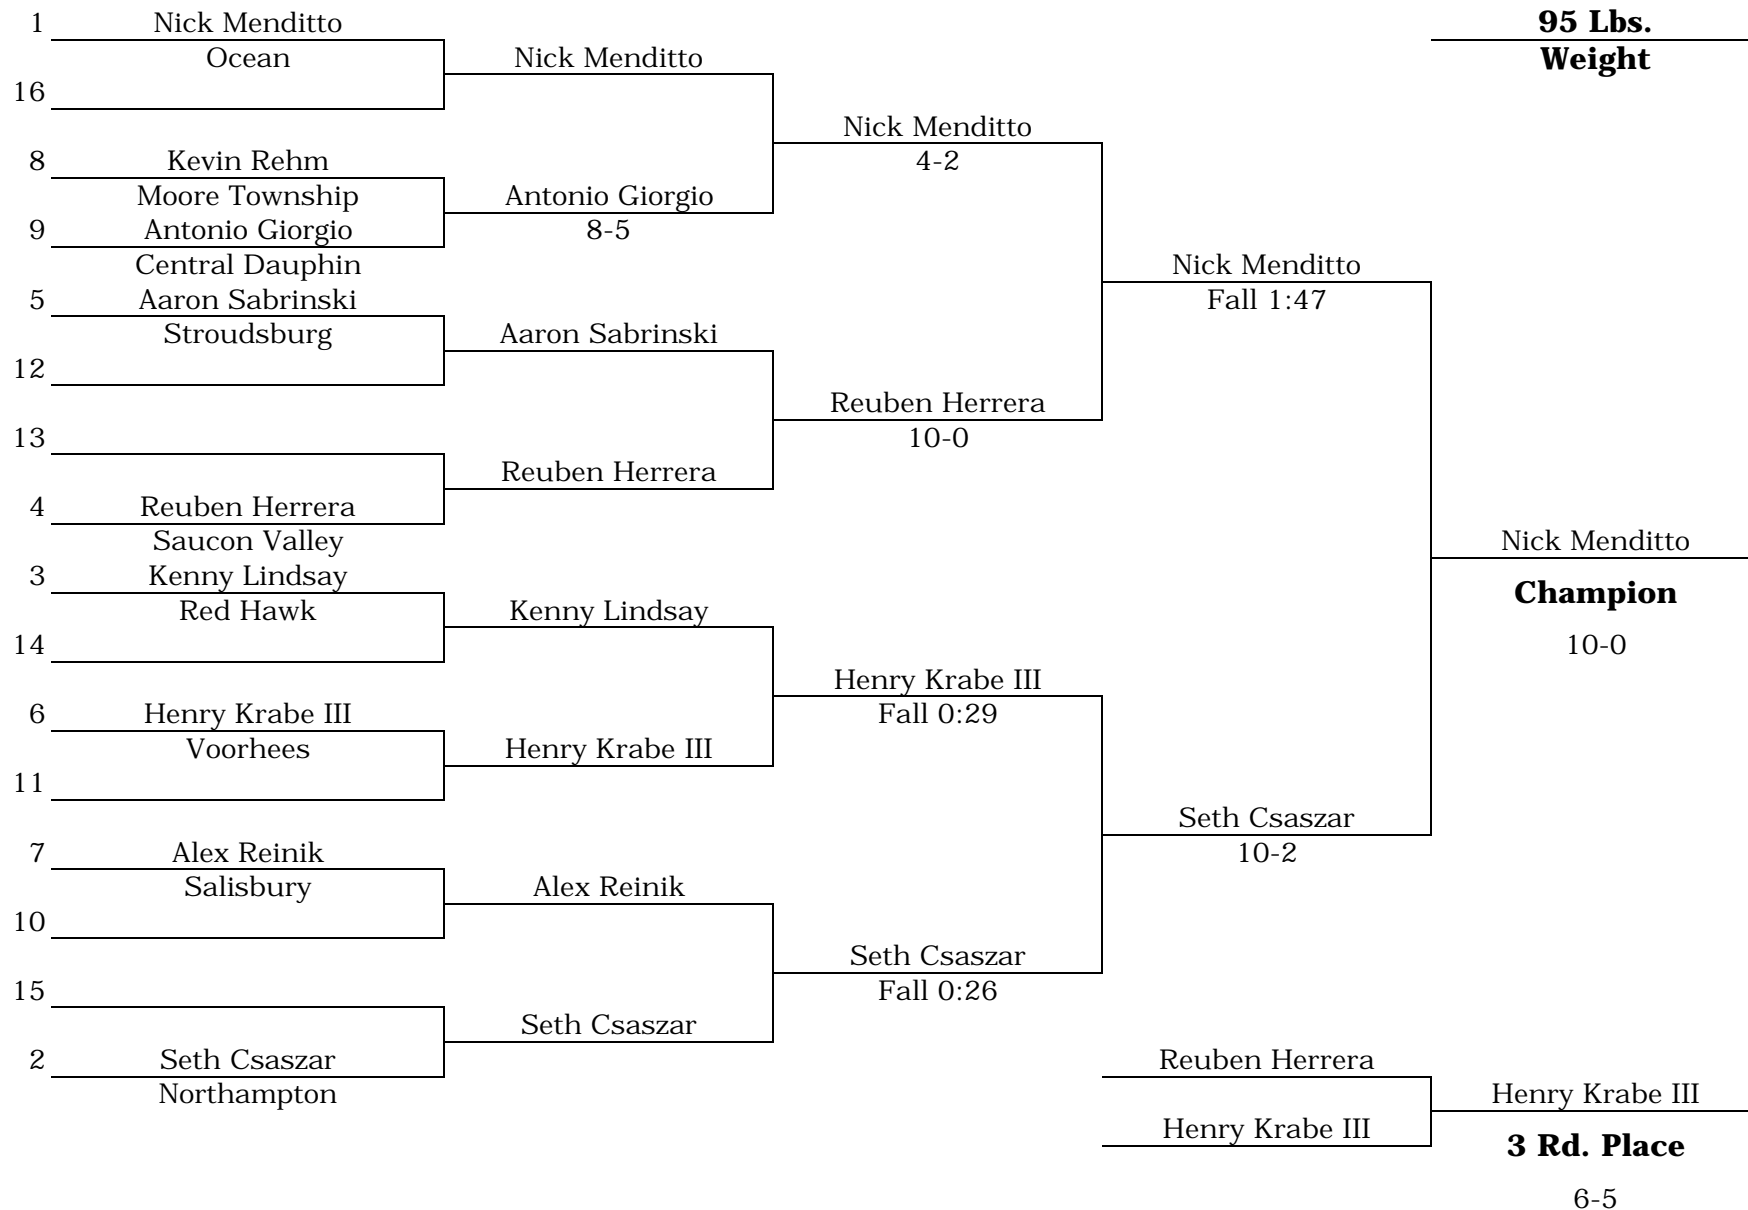 95 Lbs.
Weight
1 Nick Menditto
Ocean
16
8 Kevin Rehm
Moore Township
9 Antonio Giorgio
Central Dauphin
5 Aaron Sabrinski
Stroudsburg
12
13
4 Reuben Herrera
Saucon Valley
3 Kenny Lindsay
Red Hawk
14
6 Henry Krabe III
Voorhees
11
7 Alex Reinik
Salisbury
10
15
2 Seth Csaszar
Northampton
Nick Menditto
Antonio Giorgio
8-5
Aaron Sabrinski
Reuben Herrera
Kenny Lindsay
Henry Krabe III
Alex Reinik
Seth Csaszar
Nick Menditto
4-2
Reuben Herrera
10-0
Henry Krabe III
Fall 0:29
Seth Csaszar
Fall 0:26
Nick Menditto
Fall 1:47
Seth Csaszar
10-2
Nick Menditto
Champion
10-0
Reuben Herrera
Henry Krabe III
Henry Krabe III
3 Rd. Place
6-5